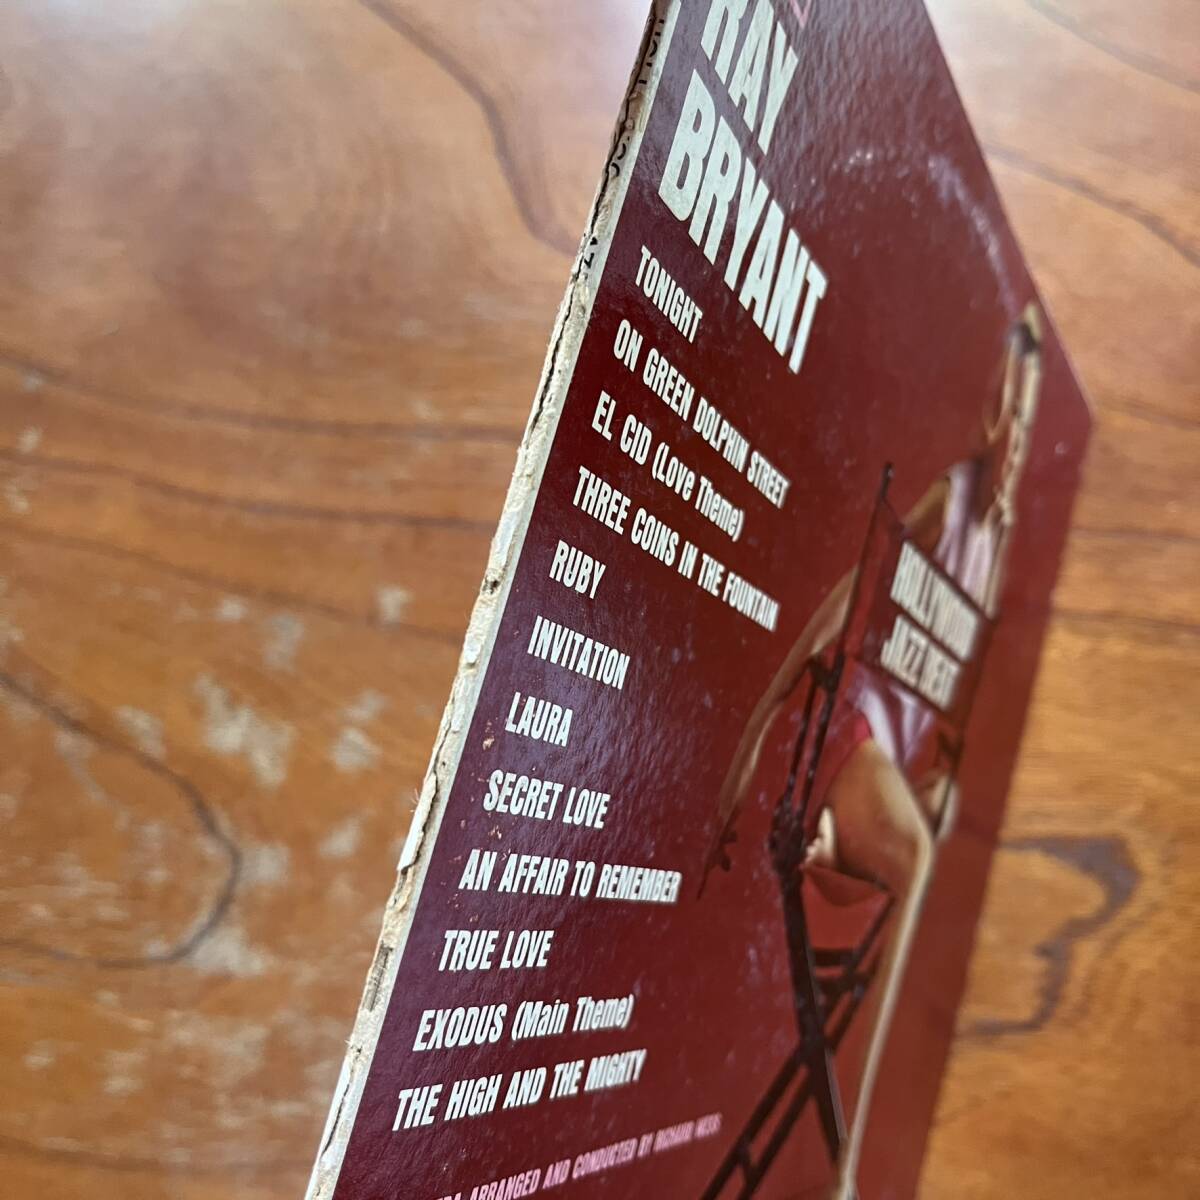 RAY
BRYANT
TONIGHT
ON GREEN DOLPHIN STREET
EL CID (Love Theme)
THREE COINS IN THE FOUNTAIN
RUBY
INVITATION
LAURA
SECRET LOVE
AN AFFAIR TO REMEMBER
TRUE LOVE
EXODUS (Main Theme)
THE HIGH AND THE MIGHTY
ARRANGED AND CONDUCTED BY RICHARD
HOLLYWOOD
JAZZ BEAT